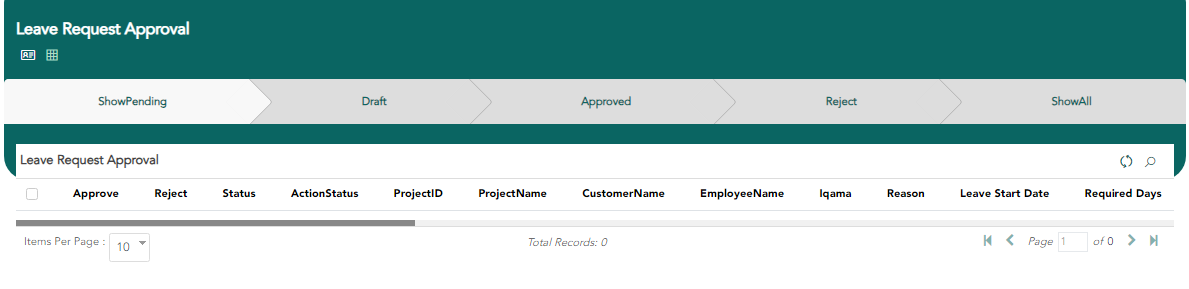 Leave Request Approval
ShowPending Draft Approved Reject ShowAll
Leave Request Approval
Approve Reject Status ActionStatus ProjectID ProjectName CustomerName EmployeeName Iqama Reason Leave Start Date Required Days
Items Per Page : 10 Total Records: 0 Page 1 of 0